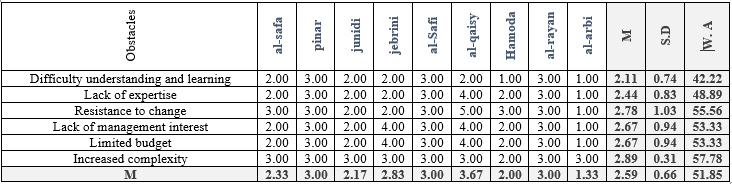 Obstacles al-safa pinar junidi jebrini al-Safi al-qaisy Hamoda al-rayan al-arbi M S.D W. A
Difficulty understanding and learning 2.00 3.00 2.00 2.00 3.00 2.00 1.00 3.00 1.00 2.11 0.74 42.22
Lack of expertise 2.00 3.00 2.00 2.00 3.00 4.00 2.00 3.00 1.00 2.44 0.83 48.89
Resistance to change 3.00 3.00 2.00 2.00 3.00 5.00 3.00 3.00 1.00 2.78 1.03 55.56
Lack of management interest 2.00 3.00 2.00 4.00 3.00 4.00 2.00 3.00 1.00 2.67 0.94 53.33
Limited budget 2.00 3.00 2.00 4.00 3.00 4.00 2.00 3.00 1.00 2.67 0.94 53.33
Increased complexity 3.00 3.00 3.00 3.00 3.00 3.00 2.00 3.00 3.00 2.89 0.31 57.78
M 2.33 3.00 2.17 2.83 3.00 3.67 2.00 3.00 1.33 2.59 0.66 51.85